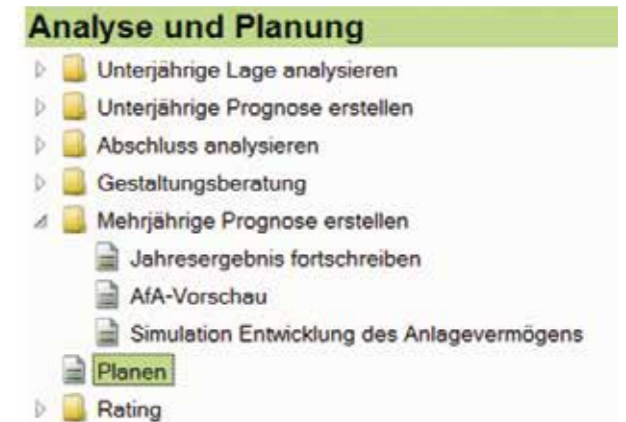 Analyse und Planung
Unterjährige Lage analysieren
Unterjährige Prognose erstellen
Abschluss analysieren
Gestaltungsberatung
Mehrjährige Prognose erstellen
Jahresergebnis fortschreiben
AfA-Vorschau
Simulation Entwicklung des Anlagevermögens
Planen
Rating